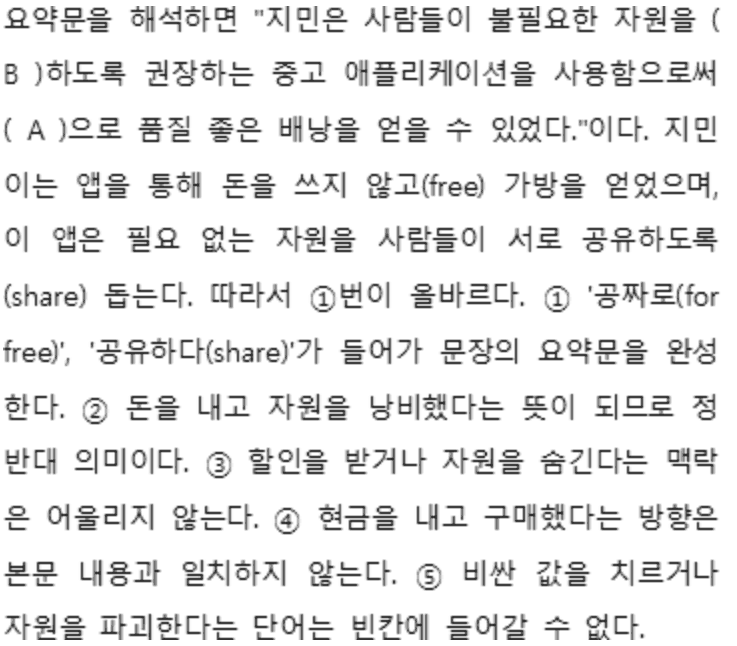 요약문을 해석하면 "지민은 사람들이 불필요한 자원을 (
B )하도록 권장하는 중고 애플리케이션을 사용함으로써
( A )으로 품질 좋은 배낭을 얻을 수 있었다."이다. 지민
이는 앱을 통해 돈을 쓰지 않고(free) 가방을 얻었으며,
이 앱은 필요 없는 자원을 사람들이 서로 공유하도록
(share) 돕는다. 따라서 ①번이 올바르다. ① '공짜로(for
free)', '공유하다(share)'가 들어가 문장의 요약문을 완성
한다. ② 돈을 내고 자원을 낭비했다는 뜻이 되므로 정
반대 의미이다. ③ 할인을 받거나 자원을 숨긴다는 맥락
은 어울리지 않는다. ④ 현금을 내고 구매했다는 방향은
본문 내용과 일치하지 않는다. ⑤ 비싼 값을 치르거나
자원을 파괴한다는 단어는 빈칸에 들어갈 수 없다.